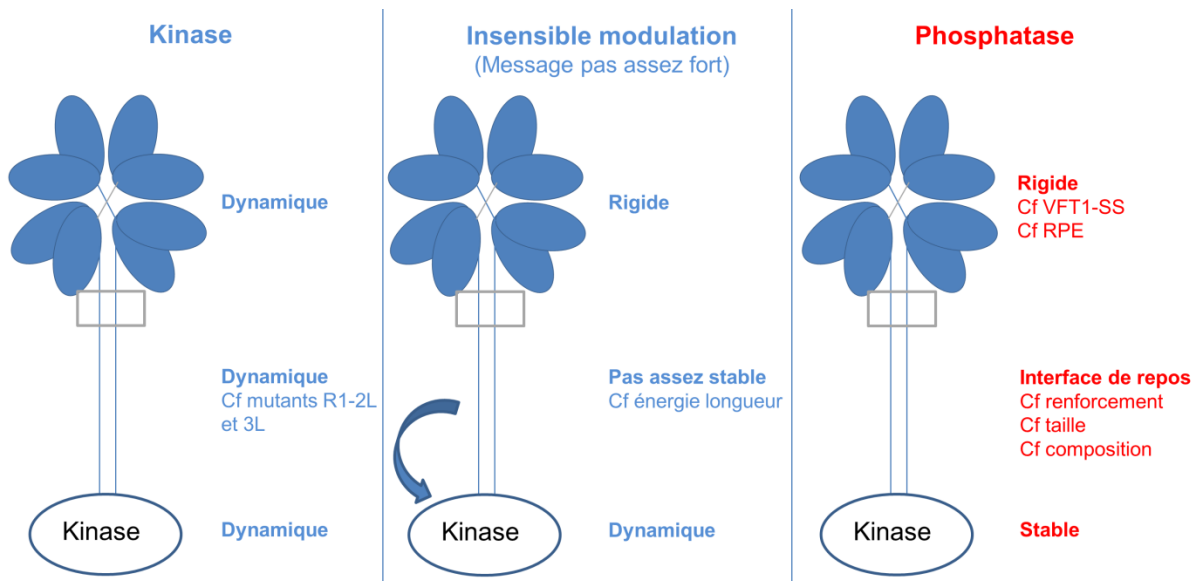 Kinase
Dynamique
Dynamique
Cf mutants R1-2L
et 3L
Kinase
Dynamique
Insensible modulation
(Message pas assez fort)
Rigide
Pas assez stable
Cf énergie longueur
Kinase
Dynamique
Phosphatase
Rigide
Cf VFT1-SS
Cf RPE
Interface de repos
Cf renforcement
Cf taille
Cf composition
Kinase
Stable